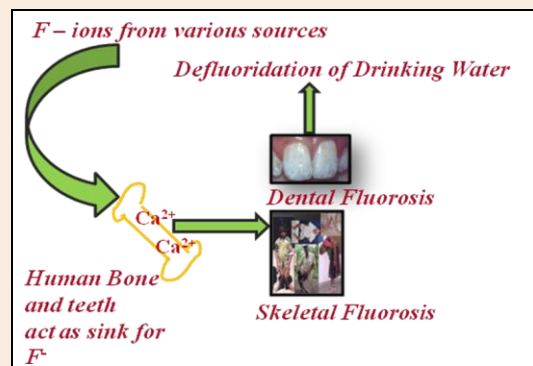 F – ions from various sources
Defluoridation of Drinking Water
Dental Fluorosis
Ca²⁺
Ca²⁺
Human Bone
and teeth
act as sink for
F⁻
Skeletal Fluorosis